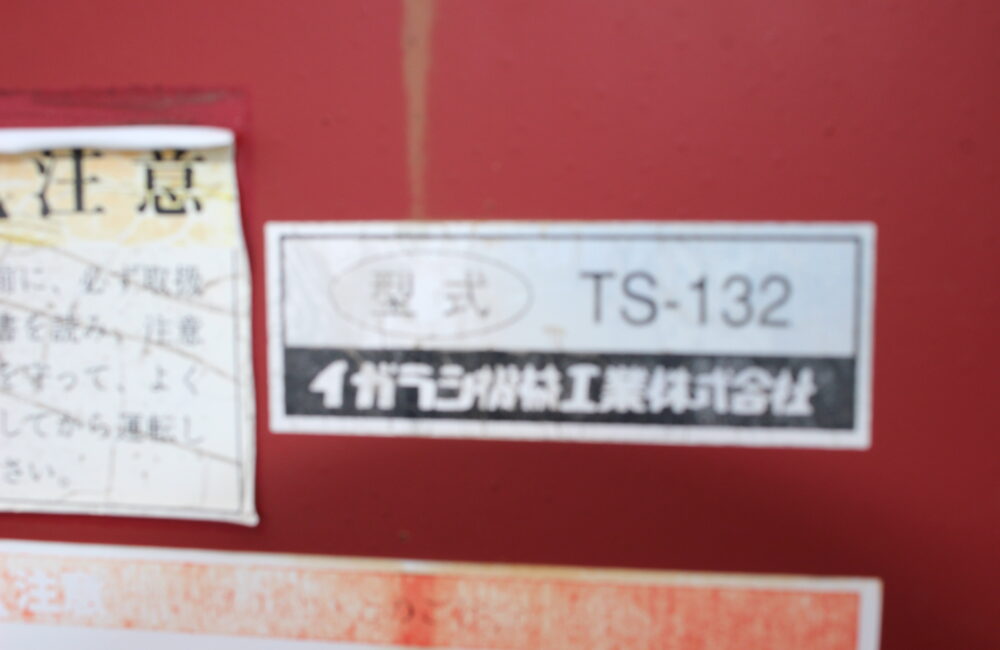 注意
前に、必ず取扱
書を読み、注意
を守って、よく
してから運転し
さい。
型式 TS-132
イガラシ機械工業株式会社
注